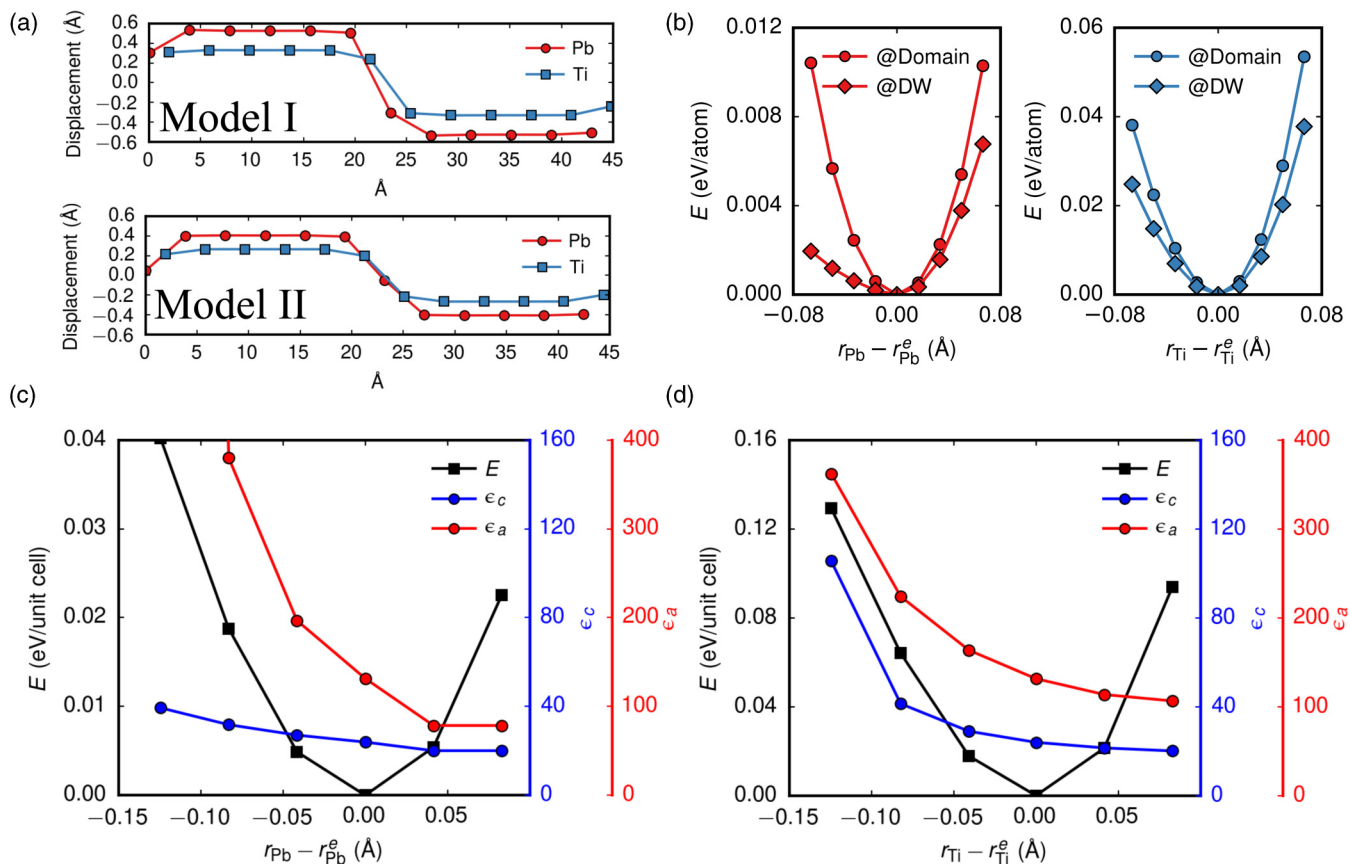 (a)
Displacement (Å)
0.6
0.4
0.2
0.0
−0.2
−0.4
−0.6
Pb
Ti
Model I
0 5 10 15 20 25 30 35 40 45
Å
Displacement (Å)
0.6
0.4
0.2
0.0
−0.2
−0.4
−0.6
Pb
Ti
Model II
0 5 10 15 20 25 30 35 40 45
Å
(b)
E (eV/atom)
0.012
0.008
0.004
0.000
@Domain
@DW
−0.08 0.00 0.08
r_Pb − r^e_Pb (Å)
E (eV/atom)
0.06
0.04
0.02
0.00
@Domain
@DW
−0.08 0.00 0.08
r_Ti − r^e_Ti (Å)
(c)
E (eV/unit cell)
0.04
0.03
0.02
0.01
0.00
E
ϵ_c
ϵ_a
160
120
80
40
0
ϵ_c
400
300
200
100
0
ϵ_a
−0.15 −0.10 −0.05 0.00 0.05
r_Pb − r^e_Pb (Å)
(d)
E (eV/unit cell)
0.16
0.12
0.08
0.04
0.00
E
ϵ_c
ϵ_a
160
120
80
40
0
ϵ_c
400
300
200
100
0
ϵ_a
−0.15 −0.10 −0.05 0.00 0.05
r_Ti − r^e_Ti (Å)